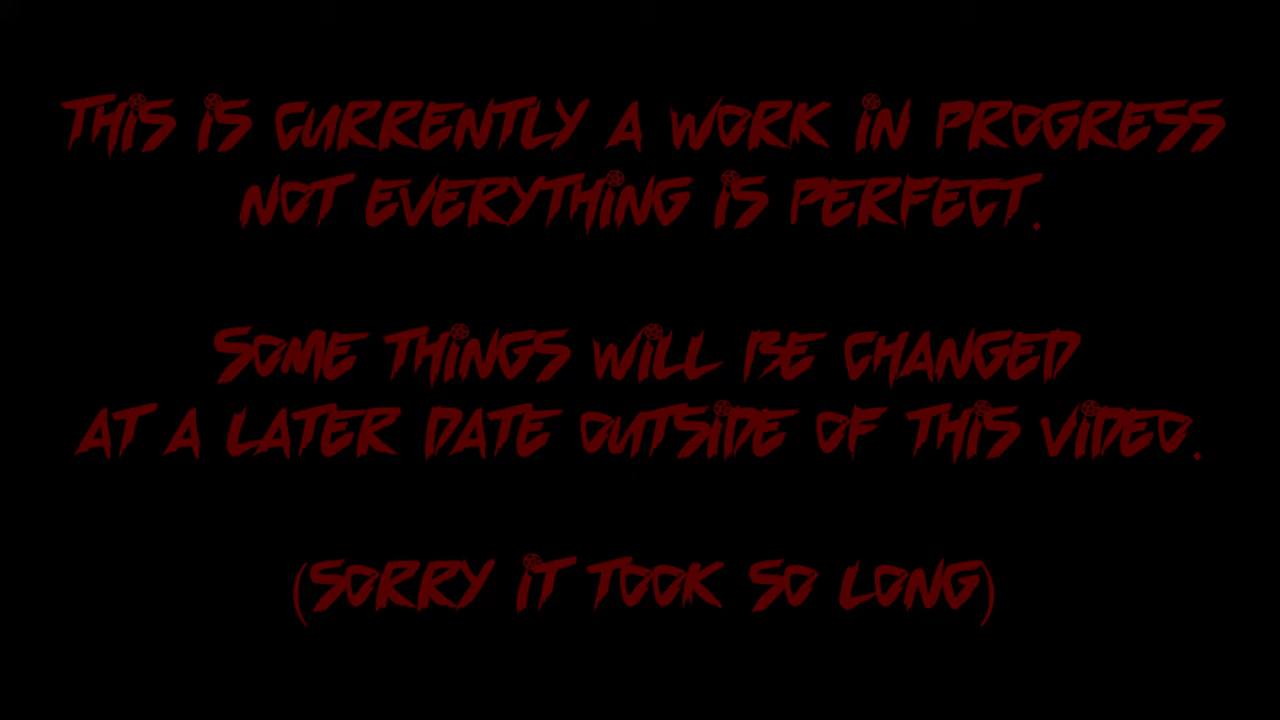 THIS IS CURRENTLY A WORK IN PROGRESS
NOT EVERYTHING IS PERFECT.
SOME THINGS WILL BE CHANGED
AT A LATER DATE OUTSIDE OF THIS VIDEO.
(SORRY IT TOOK SO LONG)